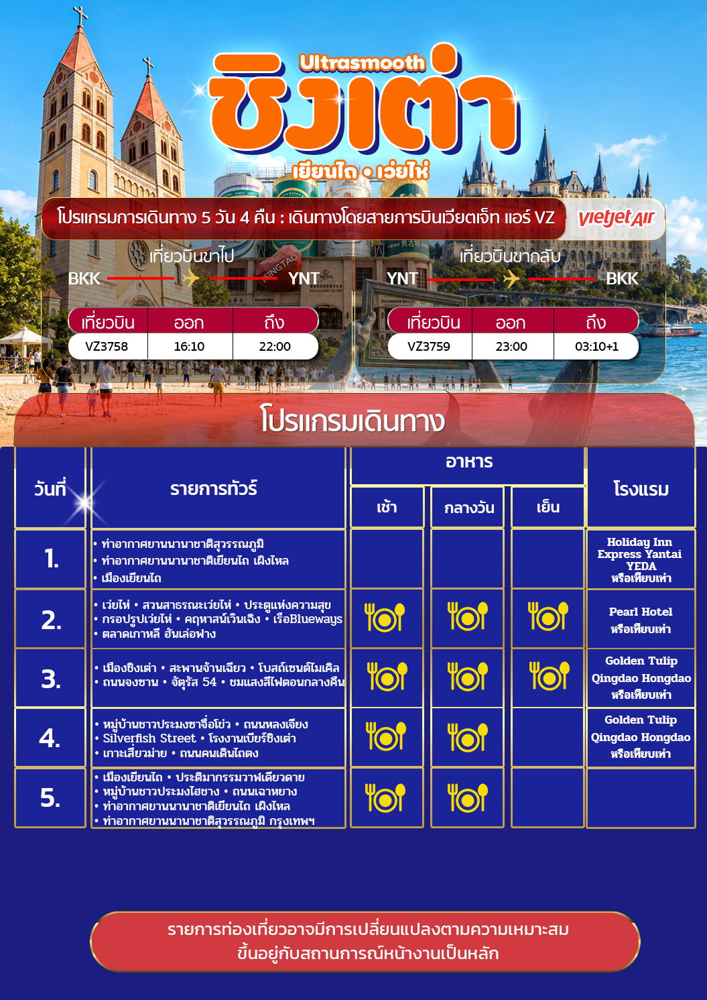 Ultrasmooth
ชิงเต่า
เยียนไถ • เว่ยไห่
โปรแกรมการเดินทาง 5 วัน 4 คืน : เดินทางโดยสายการบินเวียตเจ็ท แอร์ VZ
vietjet Air
เที่ยวบินขาไป
BKK YNT
เที่ยวบิน ออก ถึง
VZ3758 16:10 22:00
เที่ยวบินขากลับ
YNT BKK
เที่ยวบิน ออก ถึง
VZ3759 23:00 03:10+1
TSINGTAO
โปรแกรมเดินทาง
วันที่ รายการทัวร์ อาหาร โรงแรม
เช้า กลางวัน เย็น
1.
• ท่าอากาศยานนานาชาติสุวรรณภูมิ
• ท่าอากาศยานนานาชาติเยียนไถ เผิงไหล
• เมืองเยียนไถ
Holiday Inn
Express Yantai
YEDA
หรือเทียบเท่า
2.
• เว่ยไห่ • สวนสาธรณะเว่ยไห่ • ประตูแห่งความสุข
• กรอปรูปเว่ยไห่ • คฤหาสน์เวินเฉิง • เรือBlueways
• ตลาดเกาหลี ฮันเล่อฟาง
Pearl Hotel
หรือเทียบเท่า
3.
• เมืองชิงเต่า • สะพานจ้านเฉียว • โบสถ์เซนต์ไมเคิล
• ถนนจงซาน • จัตุรัส 54 • ชมแสงสีไฟตอนกลางคืน
Golden Tulip
Qingdao Hongdao
หรือเทียบเท่า
4.
• หมู่บ้านชาวประมงซาจื่อโข่ว • ถนนหลงเจียง
• Silverfish Street • โรงงานเบียร์ชิงเต่า
• เกาะเสี่ยวม่าย • ถนนคนเดินไถตง
Golden Tulip
Qingdao Hongdao
หรือเทียบเท่า
5.
• เมืองเยียนไถ • ประติมากรรมวาฬเดียวดาย
• หมู่บ้านชาวประมงไฮชาง • ถนนเฉาหยาง
• ท่าอากาศยานนานาชาติเยียนไถ เผิงไหล
• ท่าอากาศยานนานาชาติสุวรรณภูมิ กรุงเทพฯ
รายการท่องเที่ยวอาจมีการเปลี่ยนแปลงตามความเหมาะสม
ขึ้นอยู่กับสถานการณ์หน้างานเป็นหลัก